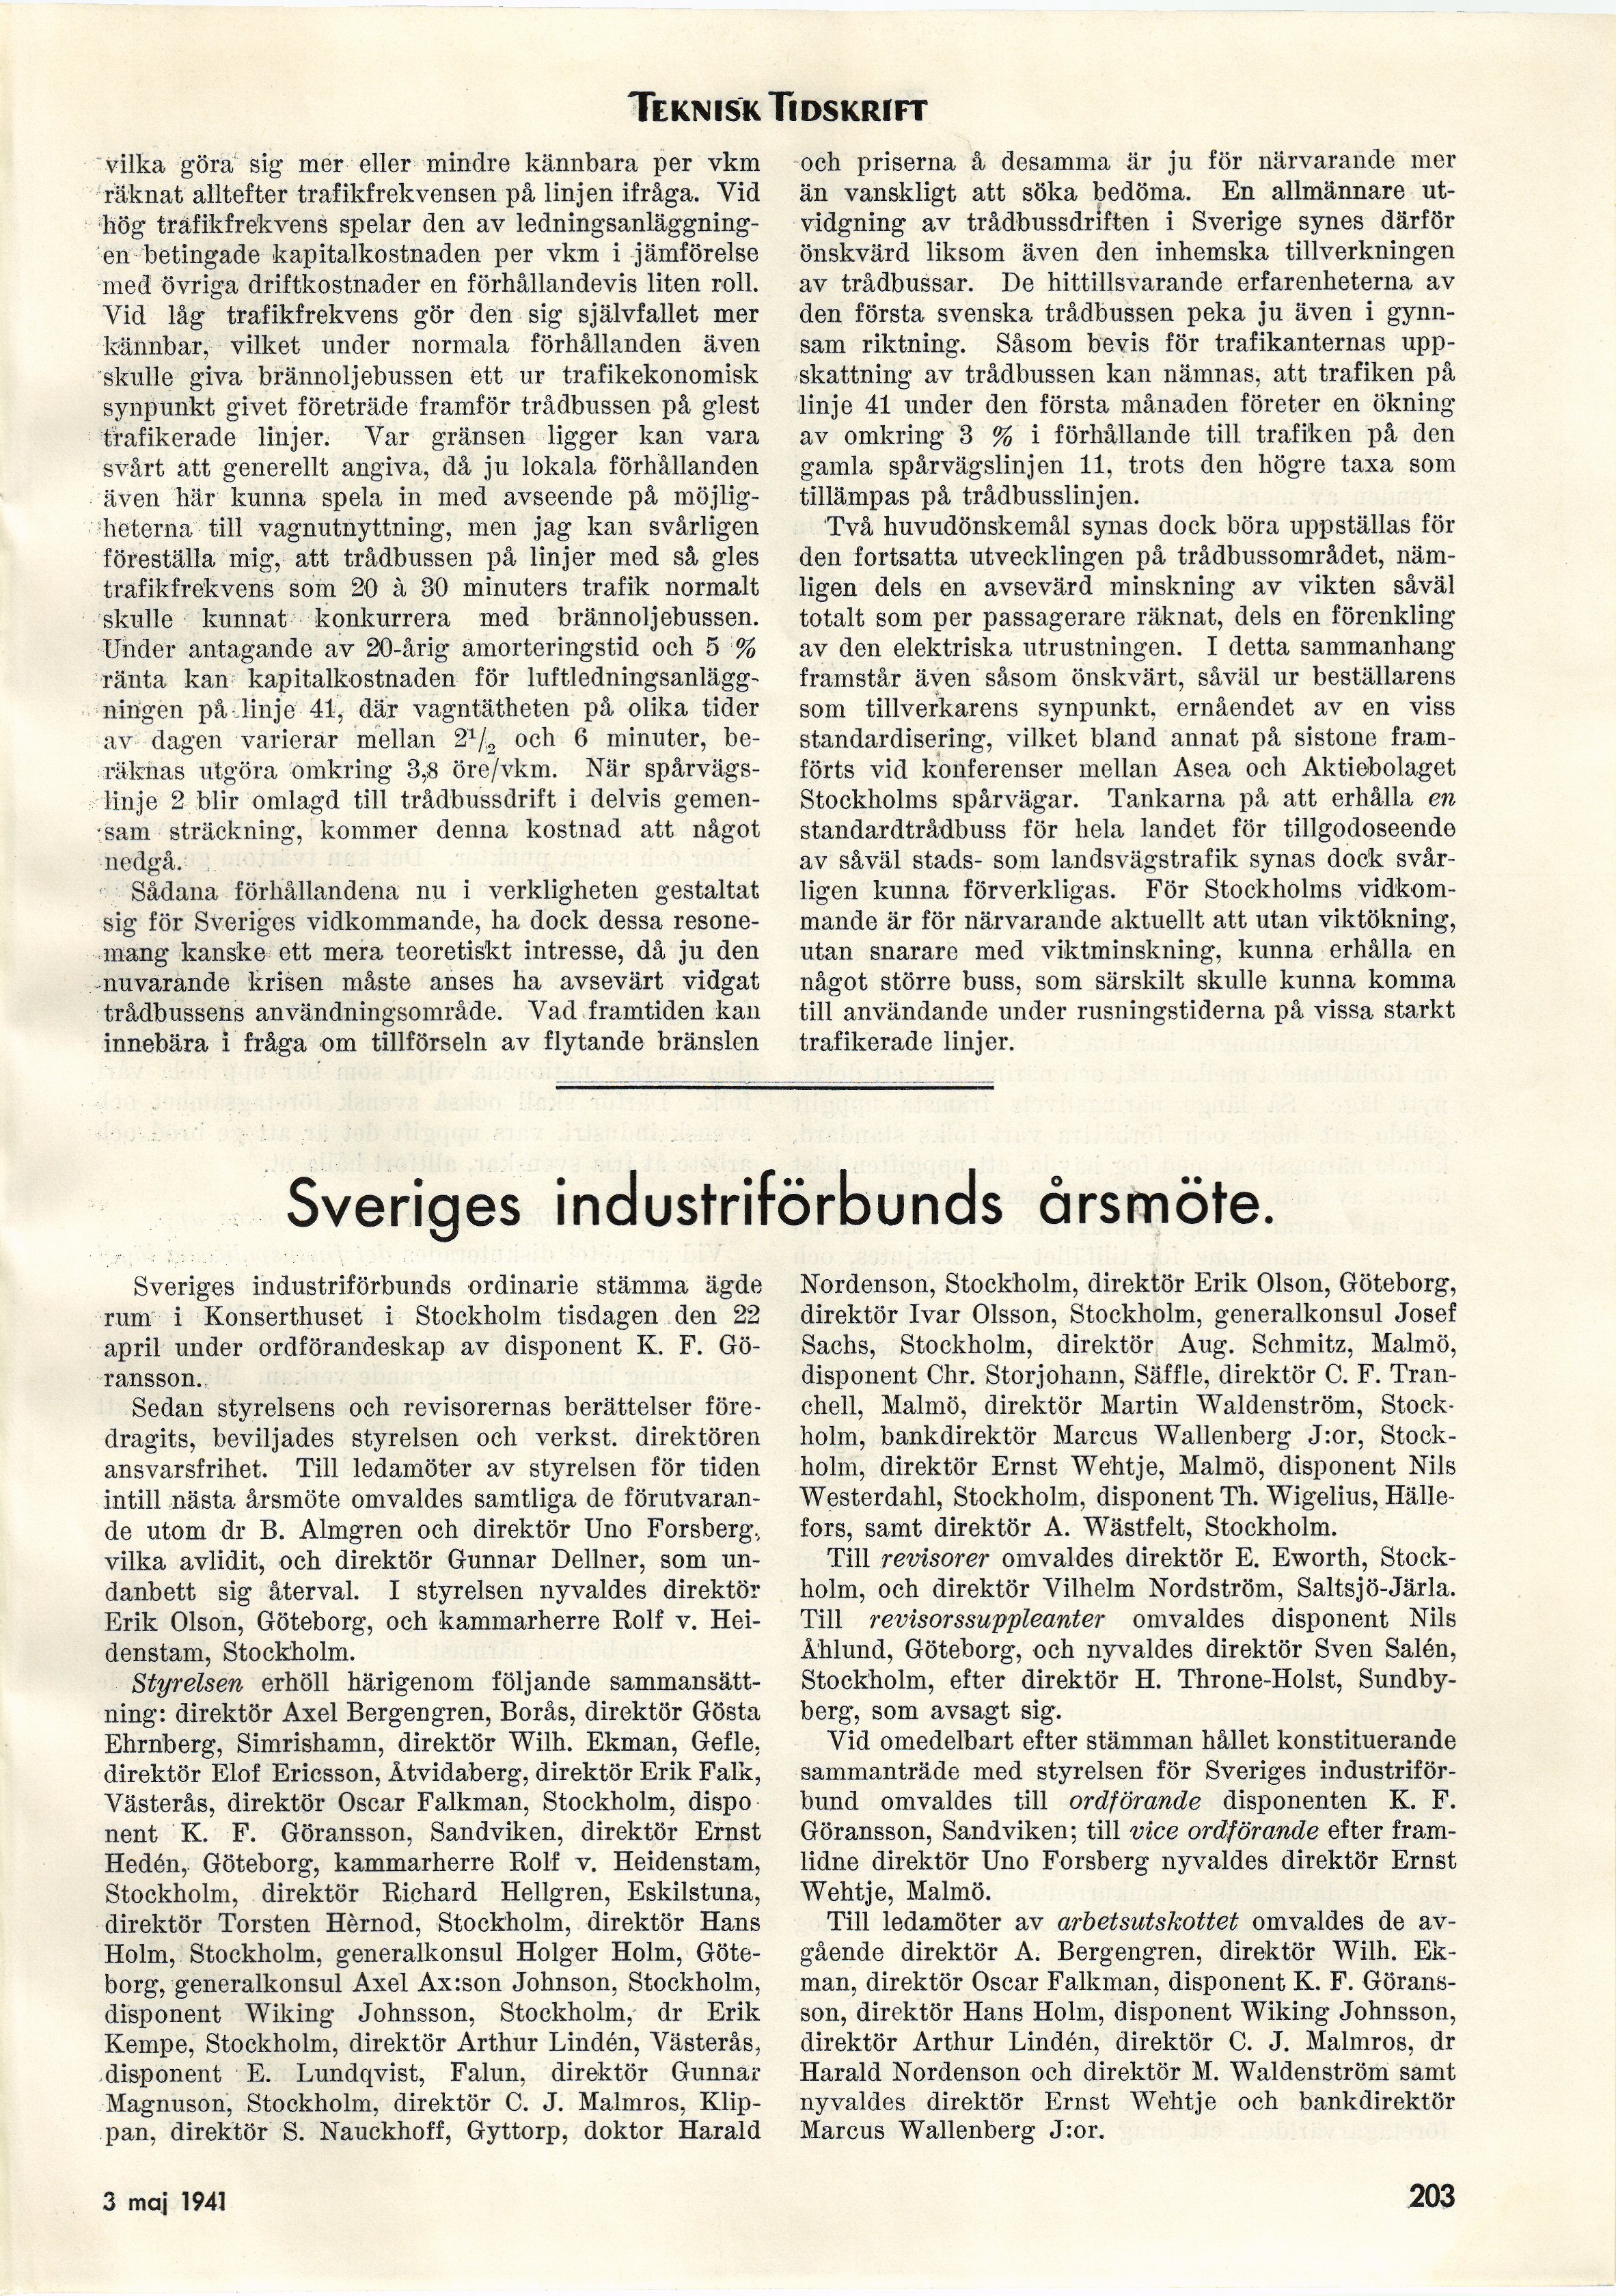 TEKNISK TIDSKRIFT
vilka göra sig mer eller mindre kännbara per vkm
räknat alltefter trafikfrekvensen på linjen ifråga. Vid
hög trafikfrekvens spelar den av ledningsanläggning-
en betingade kapitalkostnaden per vkm i jämförelse
med övriga driftkostnader en förhållandevis liten roll.
Vid låg trafikfrekvens gör den sig självfallet mer
kännbar, vilket under normala förhållanden även
skulle giva brännoljebussen ett ur trafikekonomisk
synpunkt givet företräde framför trådbussen på glest
trafikerade linjer. Var gränsen ligger kan vara
svårt att generellt angiva, då ju lokala förhållanden
även här kunna spela in med avseende på möjlig-
heterna till vagnutnyttning, men jag kan svårligen
föreställa mig, att trådbussen på linjer med så gles
trafikfrekvens som 20 à 30 minuters trafik normalt
skulle kunnat konkurrera med brännoljebussen.
Under antagande av 20-årig amorteringstid och 5 %
ränta kan kapitalkostnaden för luftledningsanlägg-
ningen på linje 41, där vagntätheten på olika tider
av dagen varierar mellan 2¹/₂ och 6 minuter, be-
räknas utgöra omkring 3,8 öre/vkm. När spårvägs-
linje 2 blir omlagd till trådbussdrift i delvis gemen-
sam sträckning, kommer denna kostnad att något
nedgå.
Sådana förhållandena nu i verkligheten gestaltat
sig för Sveriges vidkommande, ha dock dessa resone-
mang kanske ett mera teoretiskt intresse, då ju den
nuvarande krisen måste anses ha avsevärt vidgat
trådbussens användningsområde. Vad framtiden kan
innebära i fråga om tillförseln av flytande bränslen
och priserna å desamma är ju för närvarande mer
än vanskligt att söka bedöma. En allmännare ut-
vidgning av trådbussdriften i Sverige synes därför
önskvärd liksom även den inhemska tillverkningen
av trådbussar. De hittillsvarande erfarenheterna av
den första svenska trådbussen peka ju även i gynn-
sam riktning. Såsom bevis för trafikanternas upp-
skattning av trådbussen kan nämnas, att trafiken på
linje 41 under den första månaden företer en ökning
av omkring 3 % i förhållande till trafiken på den
gamla spårvägslinjen 11, trots den högre taxa som
tillämpas på trådbusslinjen.
Två huvudönskemål synas dock böra uppställas för
den fortsatta utvecklingen på trådbussområdet, näm-
ligen dels en avsevärd minskning av vikten såväl
totalt som per passagerare räknat, dels en förenkling
av den elektriska utrustningen. I detta sammanhang
framstår även såsom önskvärt, såväl ur beställarens
som tillverkarens synpunkt, ernåendet av en viss
standardisering, vilket bland annat på sistone fram-
förts vid konferenser mellan Asea och Aktiebolaget
Stockholms spårvägar. Tankarna på att erhålla en
standardtrådbuss för hela landet för tillgodoseende
av såväl stads- som landsvägstrafik synas dock svår-
ligen kunna förverkligas. För Stockholms vidkom-
mande är för närvarande aktuellt att utan viktökning,
utan snarare med viktminskning, kunna erhålla en
något större buss, som särskilt skulle kunna komma
till användande under rusningstiderna på vissa starkt
trafikerade linjer.
Sveriges industriförbunds årsmöte.
Sveriges industriförbunds ordinarie stämma ägde
rum i Konserthuset i Stockholm tisdagen den 22
april under ordförandeskap av disponent K. F. Gö-
ransson.
Sedan styrelsens och revisorernas berättelser före-
dragits, beviljades styrelsen och verkst. direktören
ansvarsfrihet. Till ledamöter av styrelsen för tiden
intill nästa årsmöte omvaldes samtliga de förutvaran-
de utom dr B. Almgren och direktör Uno Forsberg,
vilka avlidit, och direktör Gunnar Dellner, som un-
danbett sig återval. I styrelsen nyvaldes direktör
Erik Olson, Göteborg, och kammarherre Rolf v. Hei-
denstam, Stockholm.
Styrelsen erhöll härigenom följande sammansätt-
ning: direktör Axel Bergengren, Borås, direktör Gösta
Ehrnberg, Simrishamn, direktör Wilh. Ekman, Gefle,
direktör Elof Ericsson, Åtvidaberg, direktör Erik Falk,
Västerås, direktör Oscar Falkman, Stockholm, dispo-
nent K. F. Göransson, Sandviken, direktör Ernst
Hedén, Göteborg, kammarherre Rolf v. Heidenstam,
Stockholm, direktör Richard Hellgren, Eskilstuna,
direktör Torsten Hèrnod, Stockholm, direktör Hans
Holm, Stockholm, generalkonsul Holger Holm, Göte-
borg, generalkonsul Axel Ax:son Johnson, Stockholm,
disponent Wiking Johnsson, Stockholm, dr Erik
Kempe, Stockholm, direktör Arthur Lindén, Västerås,
disponent E. Lundqvist, Falun, direktör Gunnar
Magnuson, Stockholm, direktör C. J. Malmros, Klip-
pan, direktör S. Nauckhoff, Gyttorp, doktor Harald
Nordenson, Stockholm, direktör Erik Olson, Göteborg,
direktör Ivar Olsson, Stockholm, generalkonsul Josef
Sachs, Stockholm, direktör Aug. Schmitz, Malmö,
disponent Chr. Storjohann, Säffle, direktör C. F. Tran-
chell, Malmö, direktör Martin Waldenström, Stock-
holm, bankdirektör Marcus Wallenberg J:or, Stock-
holm, direktör Ernst Wehtje, Malmö, disponent Nils
Westerdahl, Stockholm, disponent Th. Wigelius, Hälle-
fors, samt direktör A. Wästfelt, Stockholm.
Till revisorer omvaldes direktör E. Eworth, Stock-
holm, och direktör Vilhelm Nordström, Saltsjö-Järla.
Till revisorssuppleanter omvaldes disponent Nils
Åhlund, Göteborg, och nyvaldes direktör Sven Salén,
Stockholm, efter direktör H. Throne-Holst, Sundby-
berg, som avsagt sig.
Vid omedelbart efter stämman hållet konstituerande
sammanträde med styrelsen för Sveriges industriför-
bund omvaldes till ordförande disponenten K. F.
Göransson, Sandviken; till vice ordförande efter fram-
lidne direktör Uno Forsberg nyvaldes direktör Ernst
Wehtje, Malmö.
Till ledamöter av arbetsutskottet omvaldes de av-
gående direktör A. Bergengren, direktör Wilh. Ek-
man, direktör Oscar Falkman, disponent K. F. Görans-
son, direktör Hans Holm, disponent Wiking Johnsson,
direktör Arthur Lindén, direktör C. J. Malmros, dr
Harald Nordenson och direktör M. Waldenström samt
nyvaldes direktör Ernst Wehtje och bankdirektör
Marcus Wallenberg J:or.
3 maj 1941
203